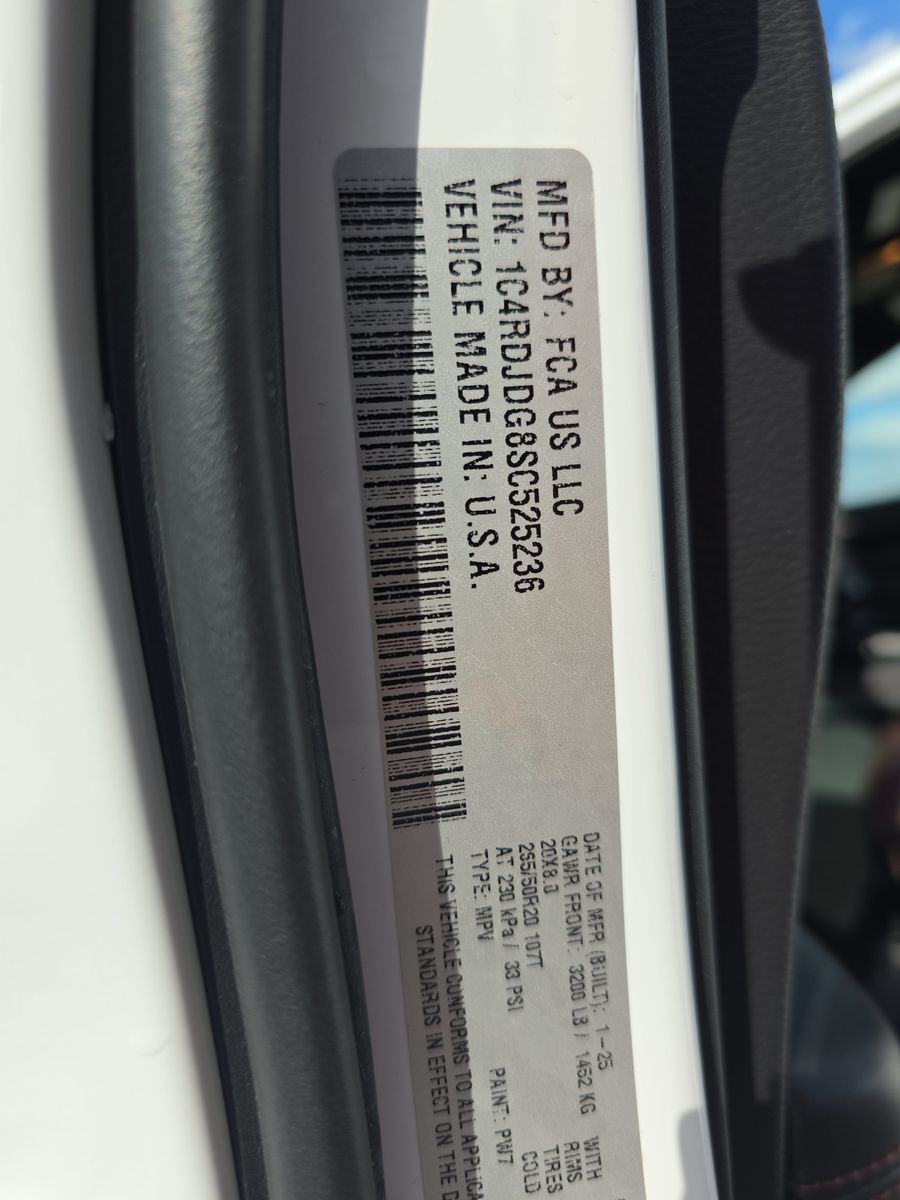 MFD BY: FCA US LLC
VIN: 1C4RDJDG8SC525236
VEHICLE MADE IN: U.S.A.
DATE OF MFR (BUILT): 1-25
GAWR FRONT: 3200 LB / 1452 KG WITH
20X8.0 RIMS
265/50R20 107T TIRES
AT 230 kPa / 33 PSI COLD
TYPE: MPV PAINT: PW7
THIS VEHICLE CONFORMS TO ALL APPLICA
STANDARDS IN EFFECT ON THE D